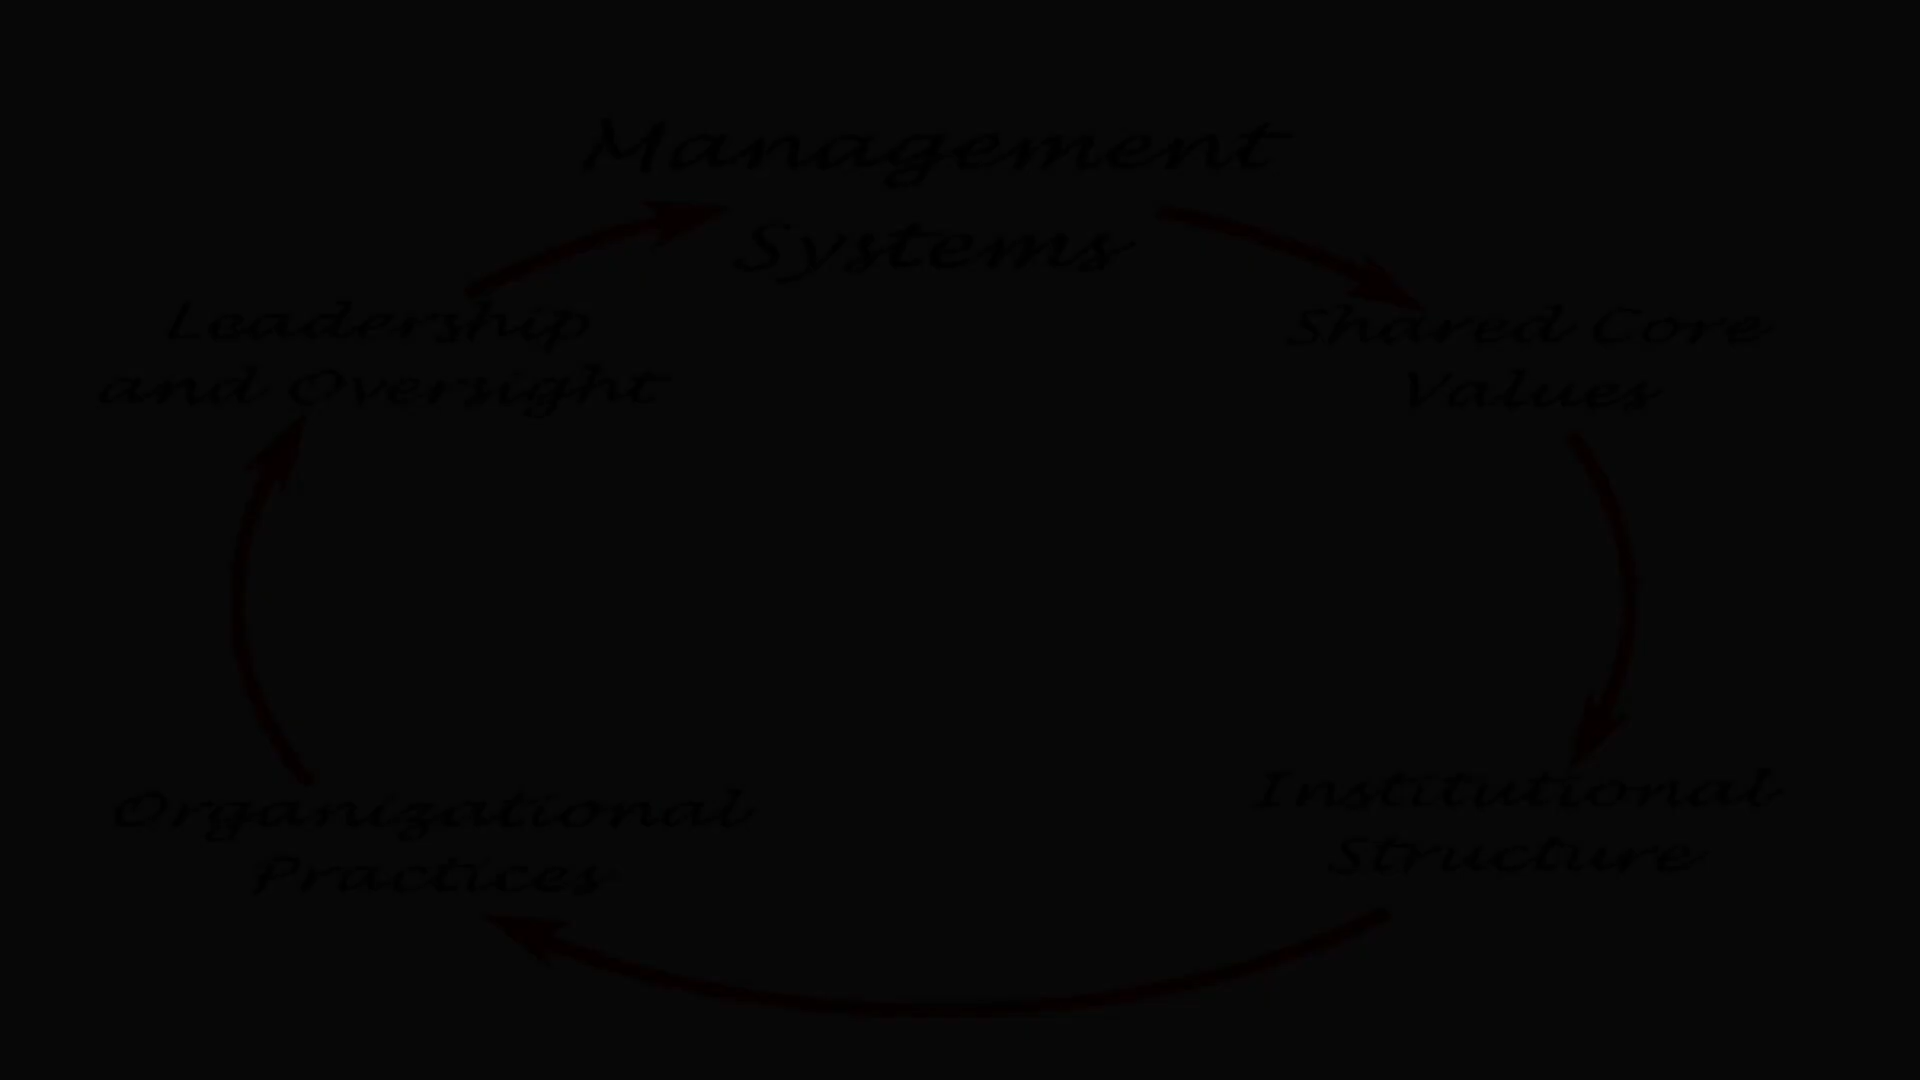 Management
Systems
Leadership
and Oversight
Shared Core
Values
Organizational
Practices
Institutional
Structure